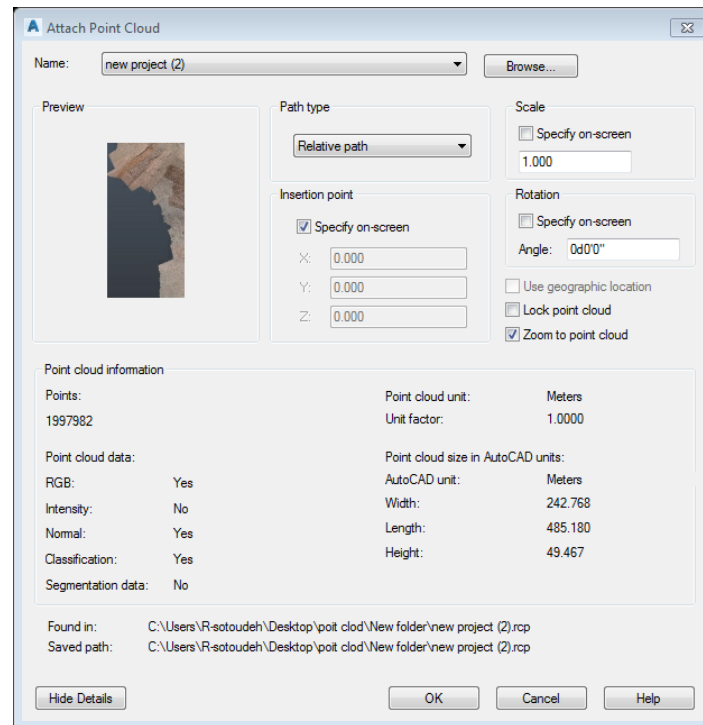 Attach Point Cloud
Name: new project (2) Browse...
Preview
Path type
Relative path
Insertion point
Specify on-screen
X: 0.000
Y: 0.000
Z: 0.000
Scale
Specify on-screen
1.000
Rotation
Specify on-screen
Angle: 0d0'0"
Use geographic location
Lock point cloud
Zoom to point cloud
Point cloud information
Points:
1997982
Point cloud data:
RGB: Yes
Intensity: No
Normal: Yes
Classification: Yes
Segmentation data: No
Point cloud unit: Meters
Unit factor: 1.0000
Point cloud size in AutoCAD units:
AutoCAD unit: Meters
Width: 242.768
Length: 485.180
Height: 49.467
Found in: C:\Users\R-sotoudeh\Desktop\poit clod\New folder\new project (2).rcp
Saved path: C:\Users\R-sotoudeh\Desktop\poit clod\New folder\new project (2).rcp
Hide Details OK Cancel Help